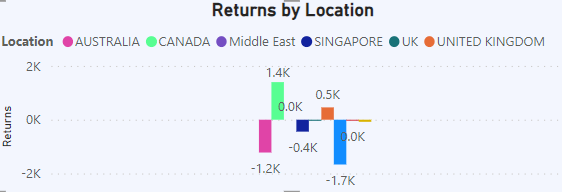 Returns by Location
Location AUSTRALIA CANADA Middle East SINGAPORE UK UNITED KINGDOM
2K
1.4K
0.5K
0.0K
0K
0.0K
-0.4K
-1.2K
-1.7K
-2K
Returns